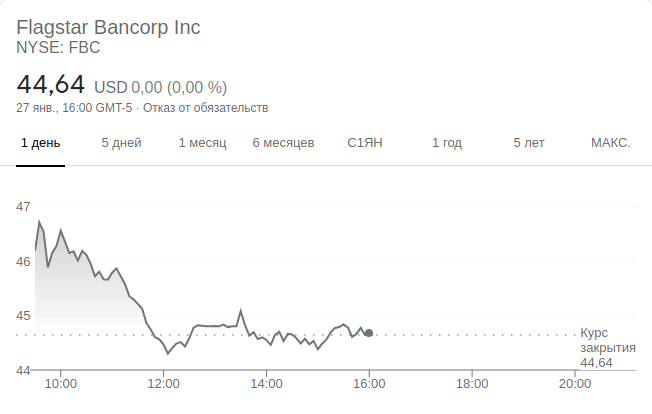 Flagstar Bancorp Inc
NYSE: FBC
44,64 USD 0,00 (0,00 %)
27 янв., 16:00 GMT-5 · Отказ от обязательств
1 день 5 дней 1 месяц 6 месяцев С1ЯН 1 год 5 лет МАКС.
47
46
45
Курс
закрытия
44,64
44
10:00 12:00 14:00 16:00 18:00 20:00